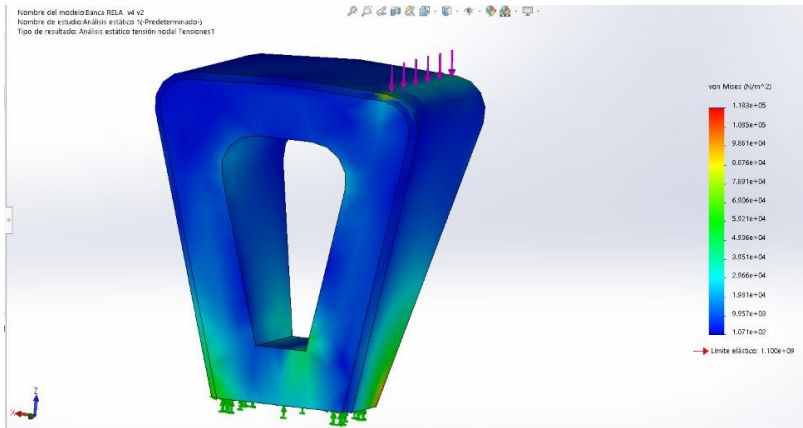 Nombre del modelo:Banca RELA v4 v2
Nombre de estudio:Análisis estático 1(-Predeterminado-)
Tipo de resultado: Análisis estático tensión nodal Tensiones1
von Mises (N/m^2)
1.183e+05
1.085e+05
9.861e+04
8.876e+04
7.891e+04
6.906e+04
5.921e+04
4.936e+04
3.951e+04
2.966e+04
1.981e+04
9.957e+03
1.071e+02
Límite elástico: 1.100e+09
Z
X